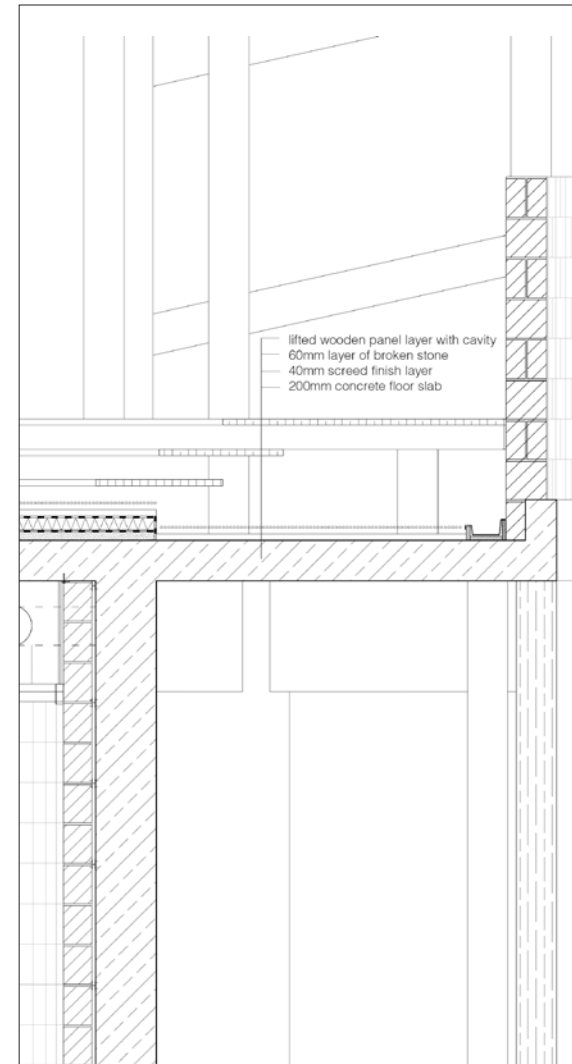 lifted wooden panel layer with cavity
60mm layer of broken stone
40mm screed finish layer
200mm concrete floor slab